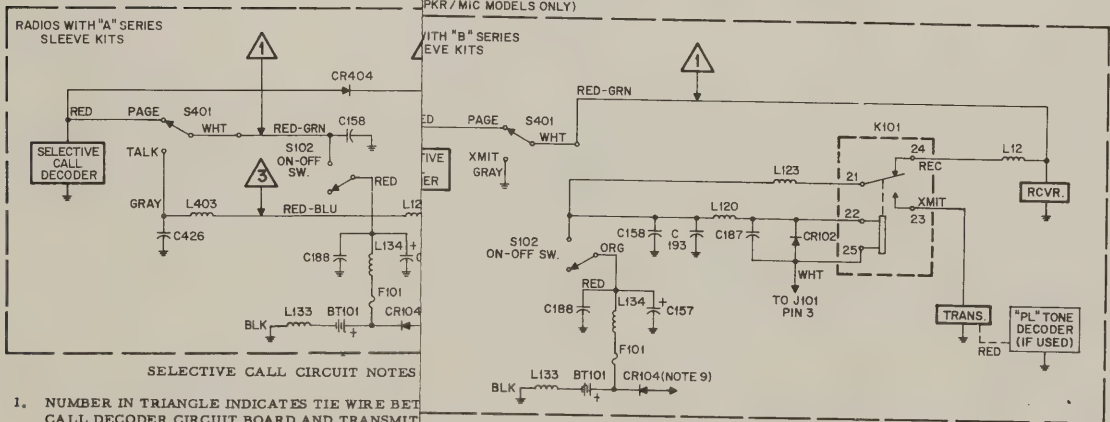 PKR/MIC MODELS ONLY)
RADIOS WITH "A" SERIES
SLEEVE KITS
1
CR404
RED
PAGE
S401
WHT
RED-GRN
C158
S102
ON-OFF
SW.
SELECTIVE
CALL
DECODER
TALK
3
RED
GRAY
L403
RED-BLU
L12
C426
C188
L134
+
C
F101
L133
BT101
BLK
+
CR104
SELECTIVE CALL CIRCUIT NOTES
1. NUMBER IN TRIANGLE INDICATES TIE WIRE BET
CALL DECODER CIRCUIT BOARD AND TRANSMIT
ITH "B" SERIES
EVE KITS
1
RED-GRN
ED
PAGE
S401
WHT
K101
24
REC
L12
TIVE
ER
XMIT
GRAY
L123
21
RCVR.
XMIT
23
L120
22
S102
ON-OFF SW.
C158
C
193
C187
CR102
25
ORG
WHT
RED
L134
+
C188
C157
TO J101
PIN 3
TRANS.
"PL" TONE
DECODER
(IF USED)
RED
F101
L133
BT101
CR104(NOTE 9)
BLK
+